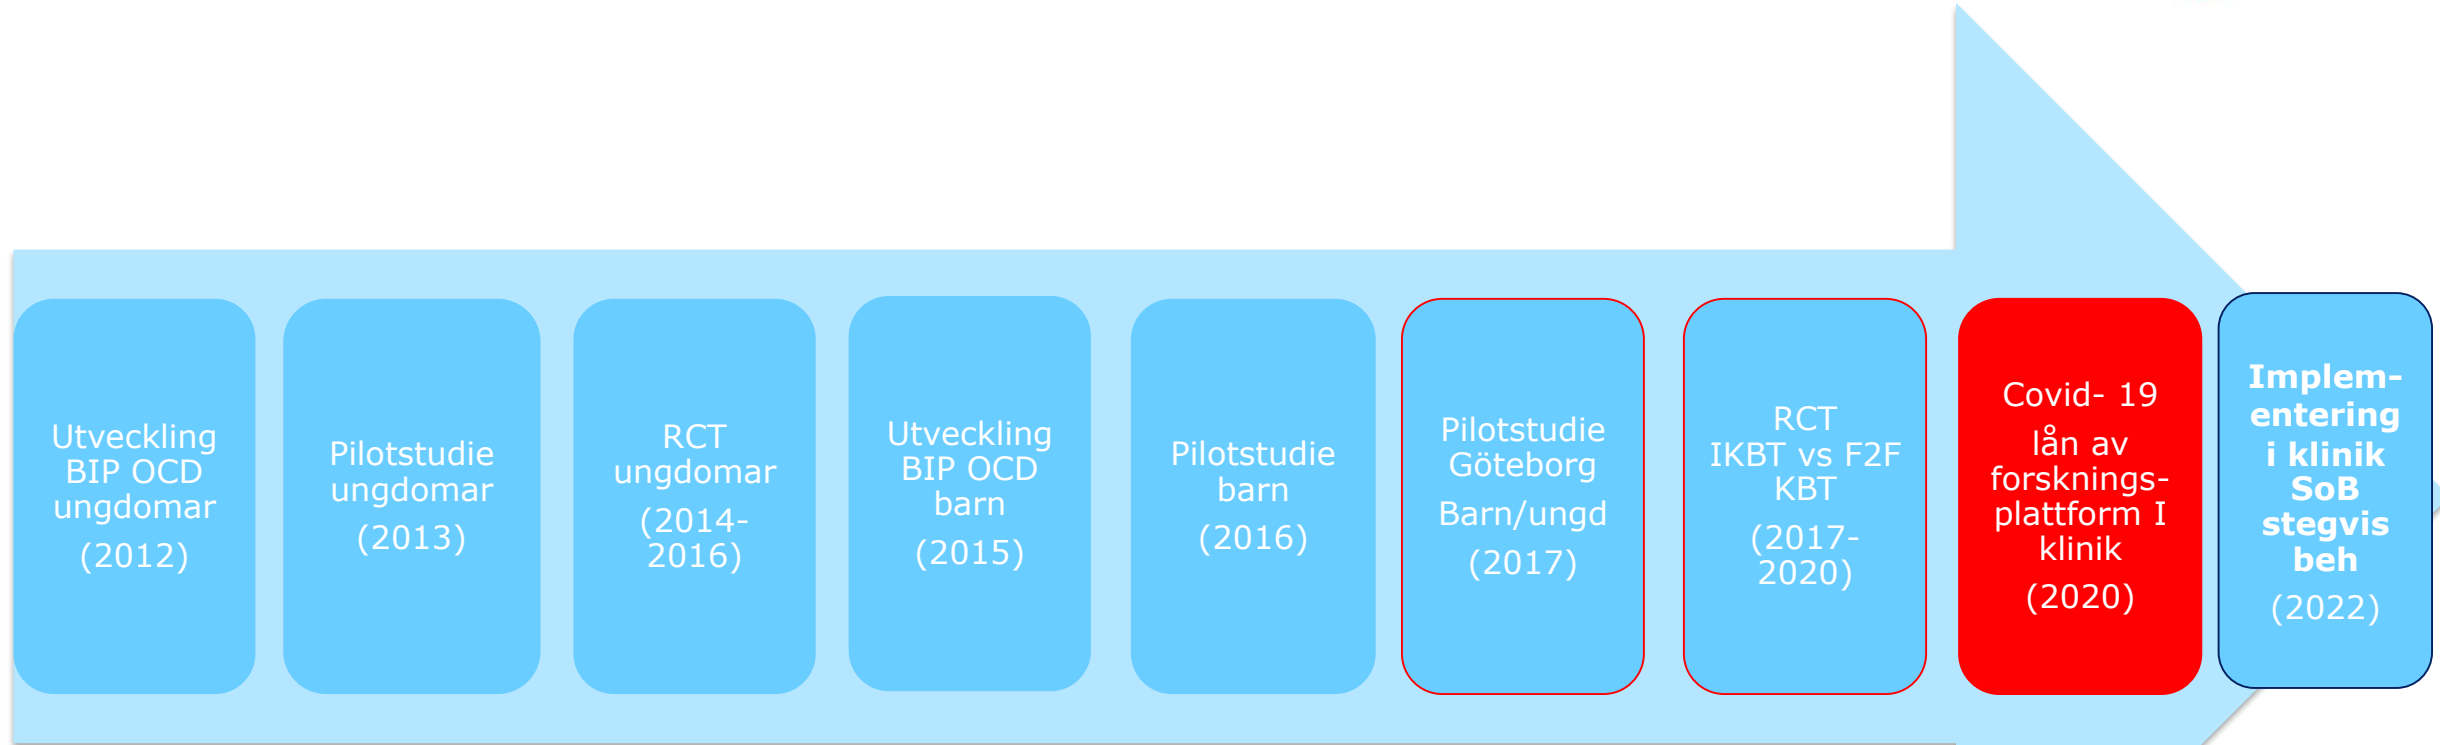 Utveckling
BIP OCD
ungdomar
(2012)
Pilotstudie
ungdomar
(2013)
RCT
ungdomar
(2014-
2016)
Utveckling
BIP OCD
barn
(2015)
Pilotstudie
barn
(2016)
Pilotstudie
Göteborg
Barn/ungd
(2017)
RCT
IKBT vs F2F
KBT
(2017-
2020)
Covid- 19
lån av
forsknings-
plattform I
klinik
(2020)
Implem-
entering
i klinik
SoB
stegvis
beh
(2022)